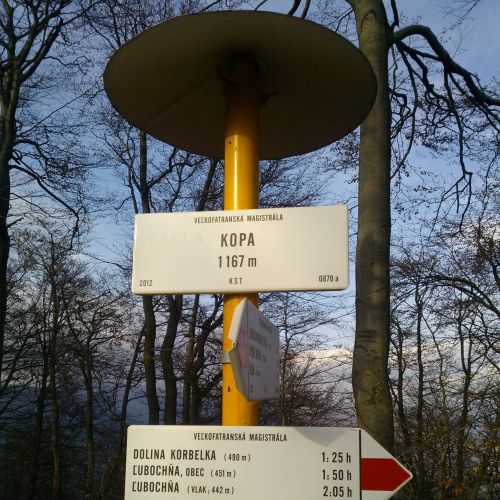 VEĽKOFATRANSKÁ MAGISTRÁLA
VESELÁ KOPA
1167 m
2012 KST 0870 a
VEĽKOFATRANSKÁ MAGISTRÁLA
DOLINA KORBELKA (490 m) 1:25 h
ĽUBOCHŇA, OBEC (451 m) 1:50 h
ĽUBOCHŇA (VLAK; 442 m) 2:05 h